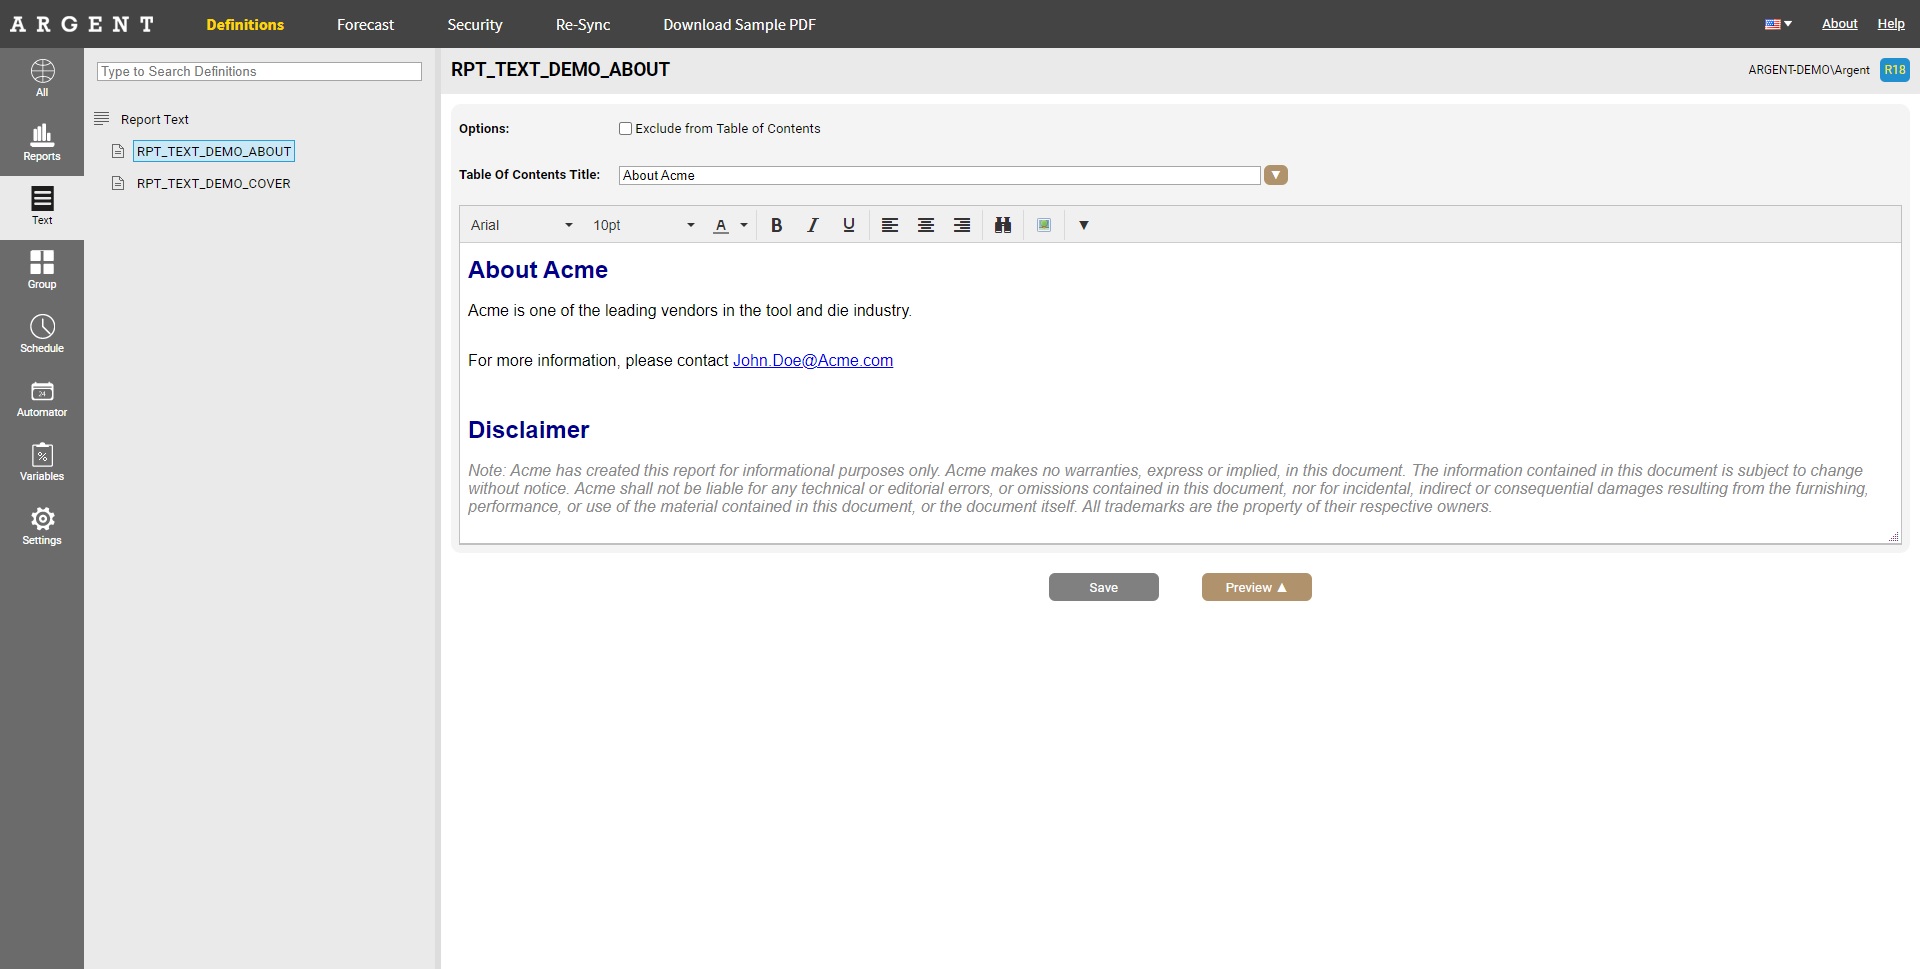 ARGENT Definitions Forecast Security Re-Sync Download Sample PDF About Help
All
Reports
Text
Group
Schedule
24
Automator
%
Variables
Settings
Type to Search Definitions
Report Text
RPT_TEXT_DEMO_ABOUT
RPT_TEXT_DEMO_COVER
RPT_TEXT_DEMO_ABOUT
ARGENT-DEMO\Argent R18
Options: Exclude from Table of Contents
Table Of Contents Title: About Acme ▼
Arial 10pt A B I U ▼
About Acme
Acme is one of the leading vendors in the tool and die industry.
For more information, please contact John.Doe@Acme.com
Disclaimer
Note: Acme has created this report for informational purposes only. Acme makes no warranties, express or implied, in this document. The information contained in this document is subject to change
without notice. Acme shall not be liable for any technical or editorial errors, or omissions contained in this document, nor for incidental, indirect or consequential damages resulting from the furnishing,
performance, or use of the material contained in this document, or the document itself. All trademarks are the property of their respective owners.
Save Preview ▲